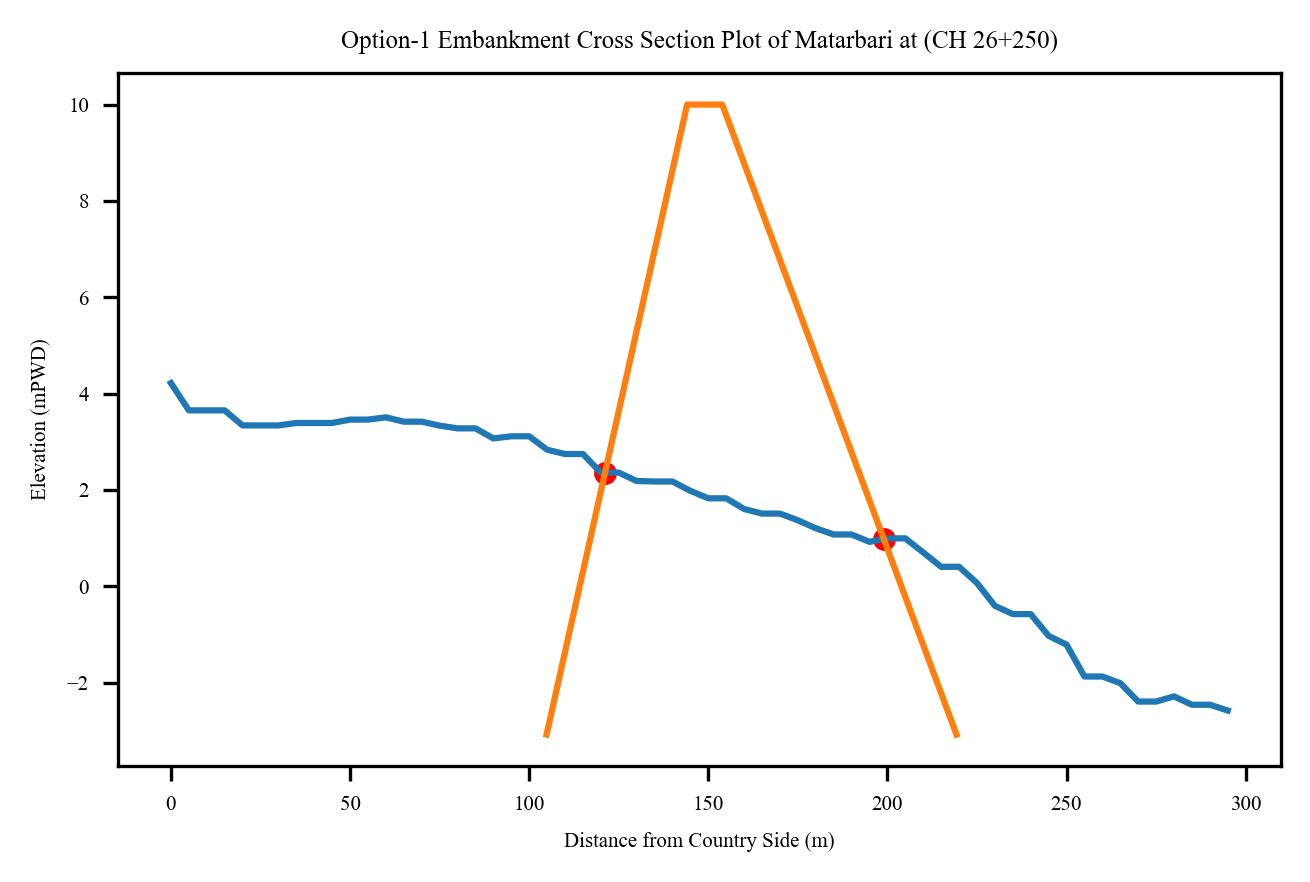 Option-1 Embankment Cross Section Plot of Matarbari at (CH 26+250)
10
8
6
4
2
0
−2
Elevation (mPWD)
0 50 100 150 200 250 300
Distance from Country Side (m)